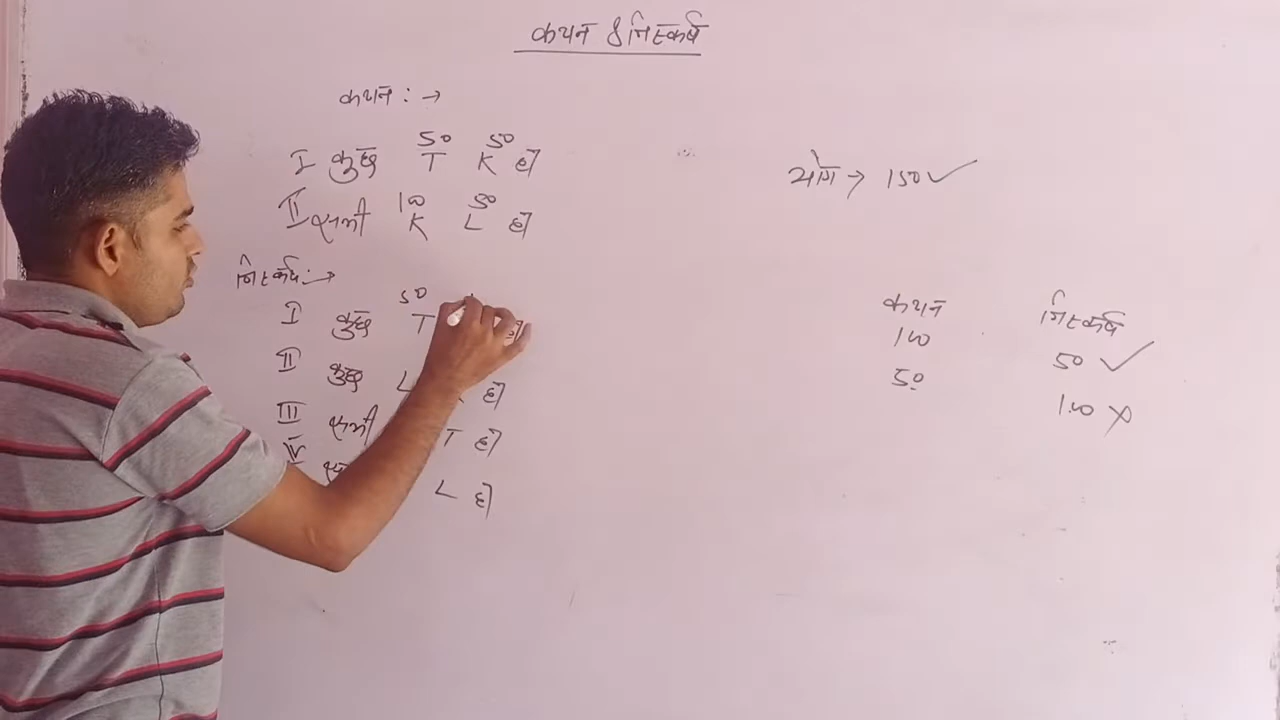 कथन & निष्कर्ष
कथन : →
50 50
I कुछ T K है
100 50
II सभी K L है
निष्कर्ष : →
50
I कुछ T है
II कुछ L है
III सभी T है
IV L है
योग → 150 ✓
कथन निष्कर्ष
100 50 ✓
50 100 ✗